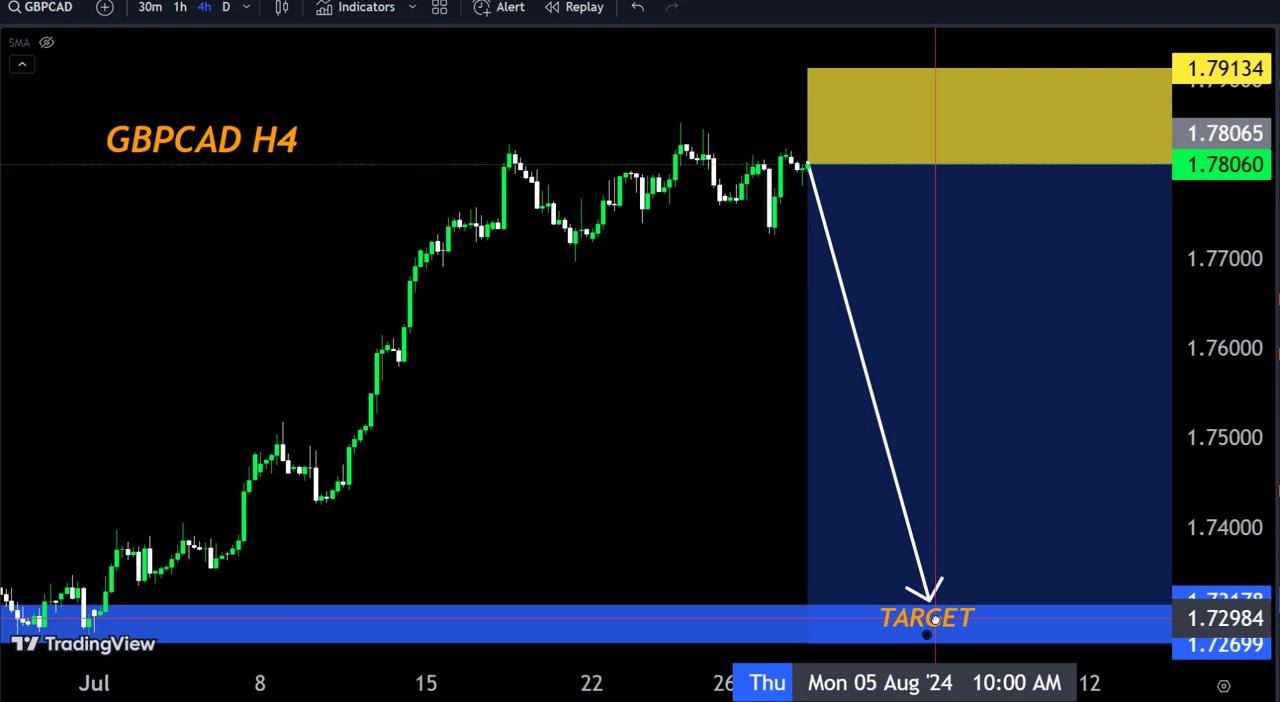 GBPCAD 30m 1h 4h D Indicators Alert Replay
SMA
GBPCAD H4
1.79134
1.78065
1.78060
1.77000
1.76000
1.75000
1.74000
TARGET
1.72984
1.72699
TradingView
Jul 8 15 22 26 Thu Mon 05 Aug '24 10:00 AM 12